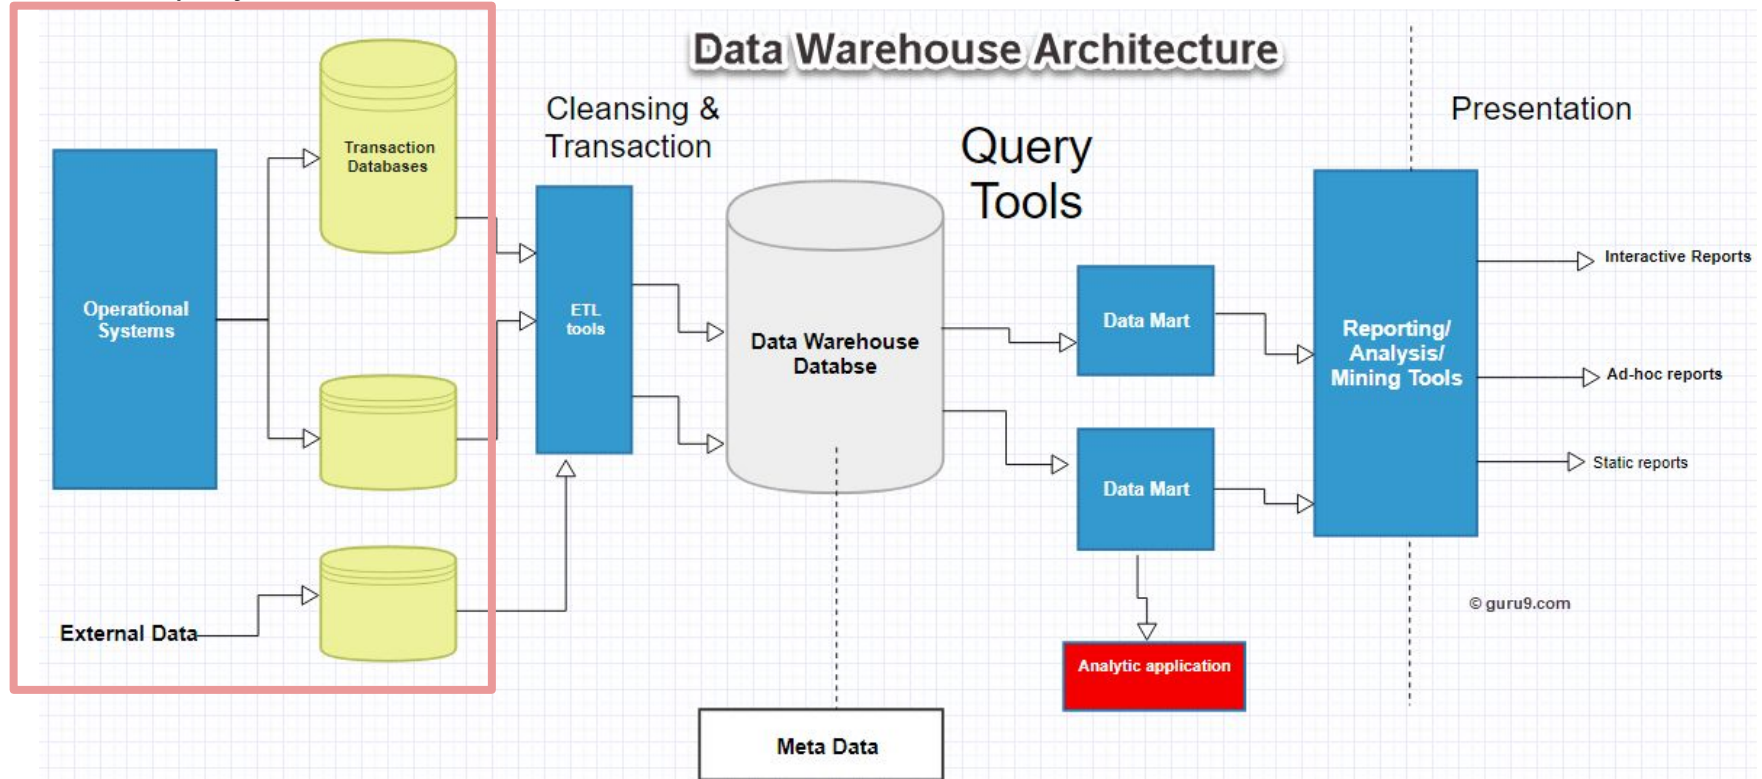 Data Warehouse Architecture
Cleansing &
Transaction
Query
Tools
Presentation
Transaction
Databases
Operational
Systems
ETL
tools
Data Warehouse
Databse
Data Mart
Data Mart
Reporting/
Analysis/
Mining Tools
Interactive Reports
Ad-hoc reports
Static reports
External Data
© guru9.com
Analytic application
Meta Data